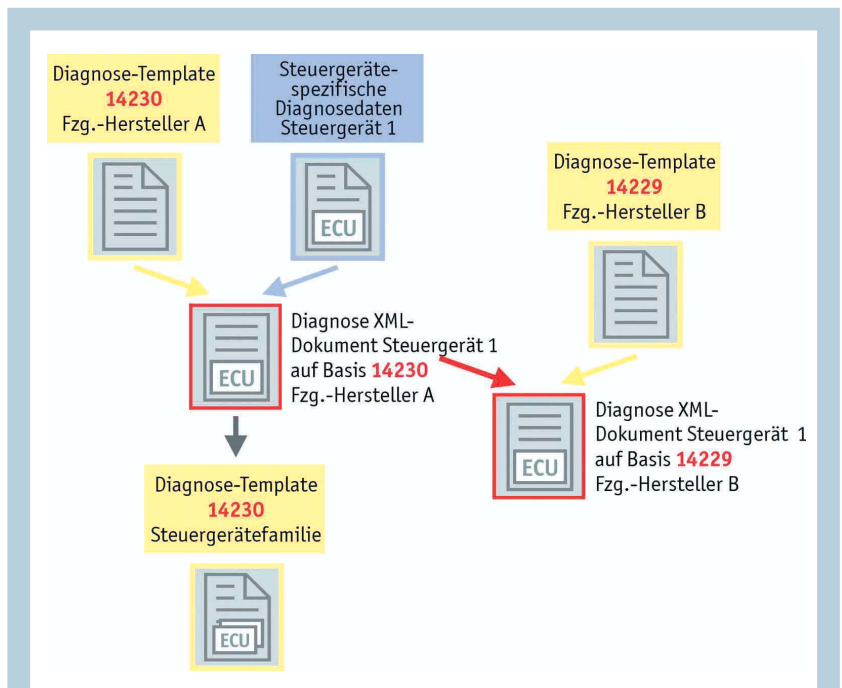 Diagnose-Template
14230
Fzg.-Hersteller A
Steuergeräte-
spezifische
Diagnosedaten
Steuergerät 1
Diagnose-Template
14229
Fzg.-Hersteller B
ECU
Diagnose XML-
Dokument Steuergerät 1
auf Basis 14230
Fzg.-Hersteller A
ECU
Diagnose XML-
Dokument Steuergerät 1
auf Basis 14229
Fzg.-Hersteller B
ECU
Diagnose-Template
14230
Steuergerätefamilie
ECU